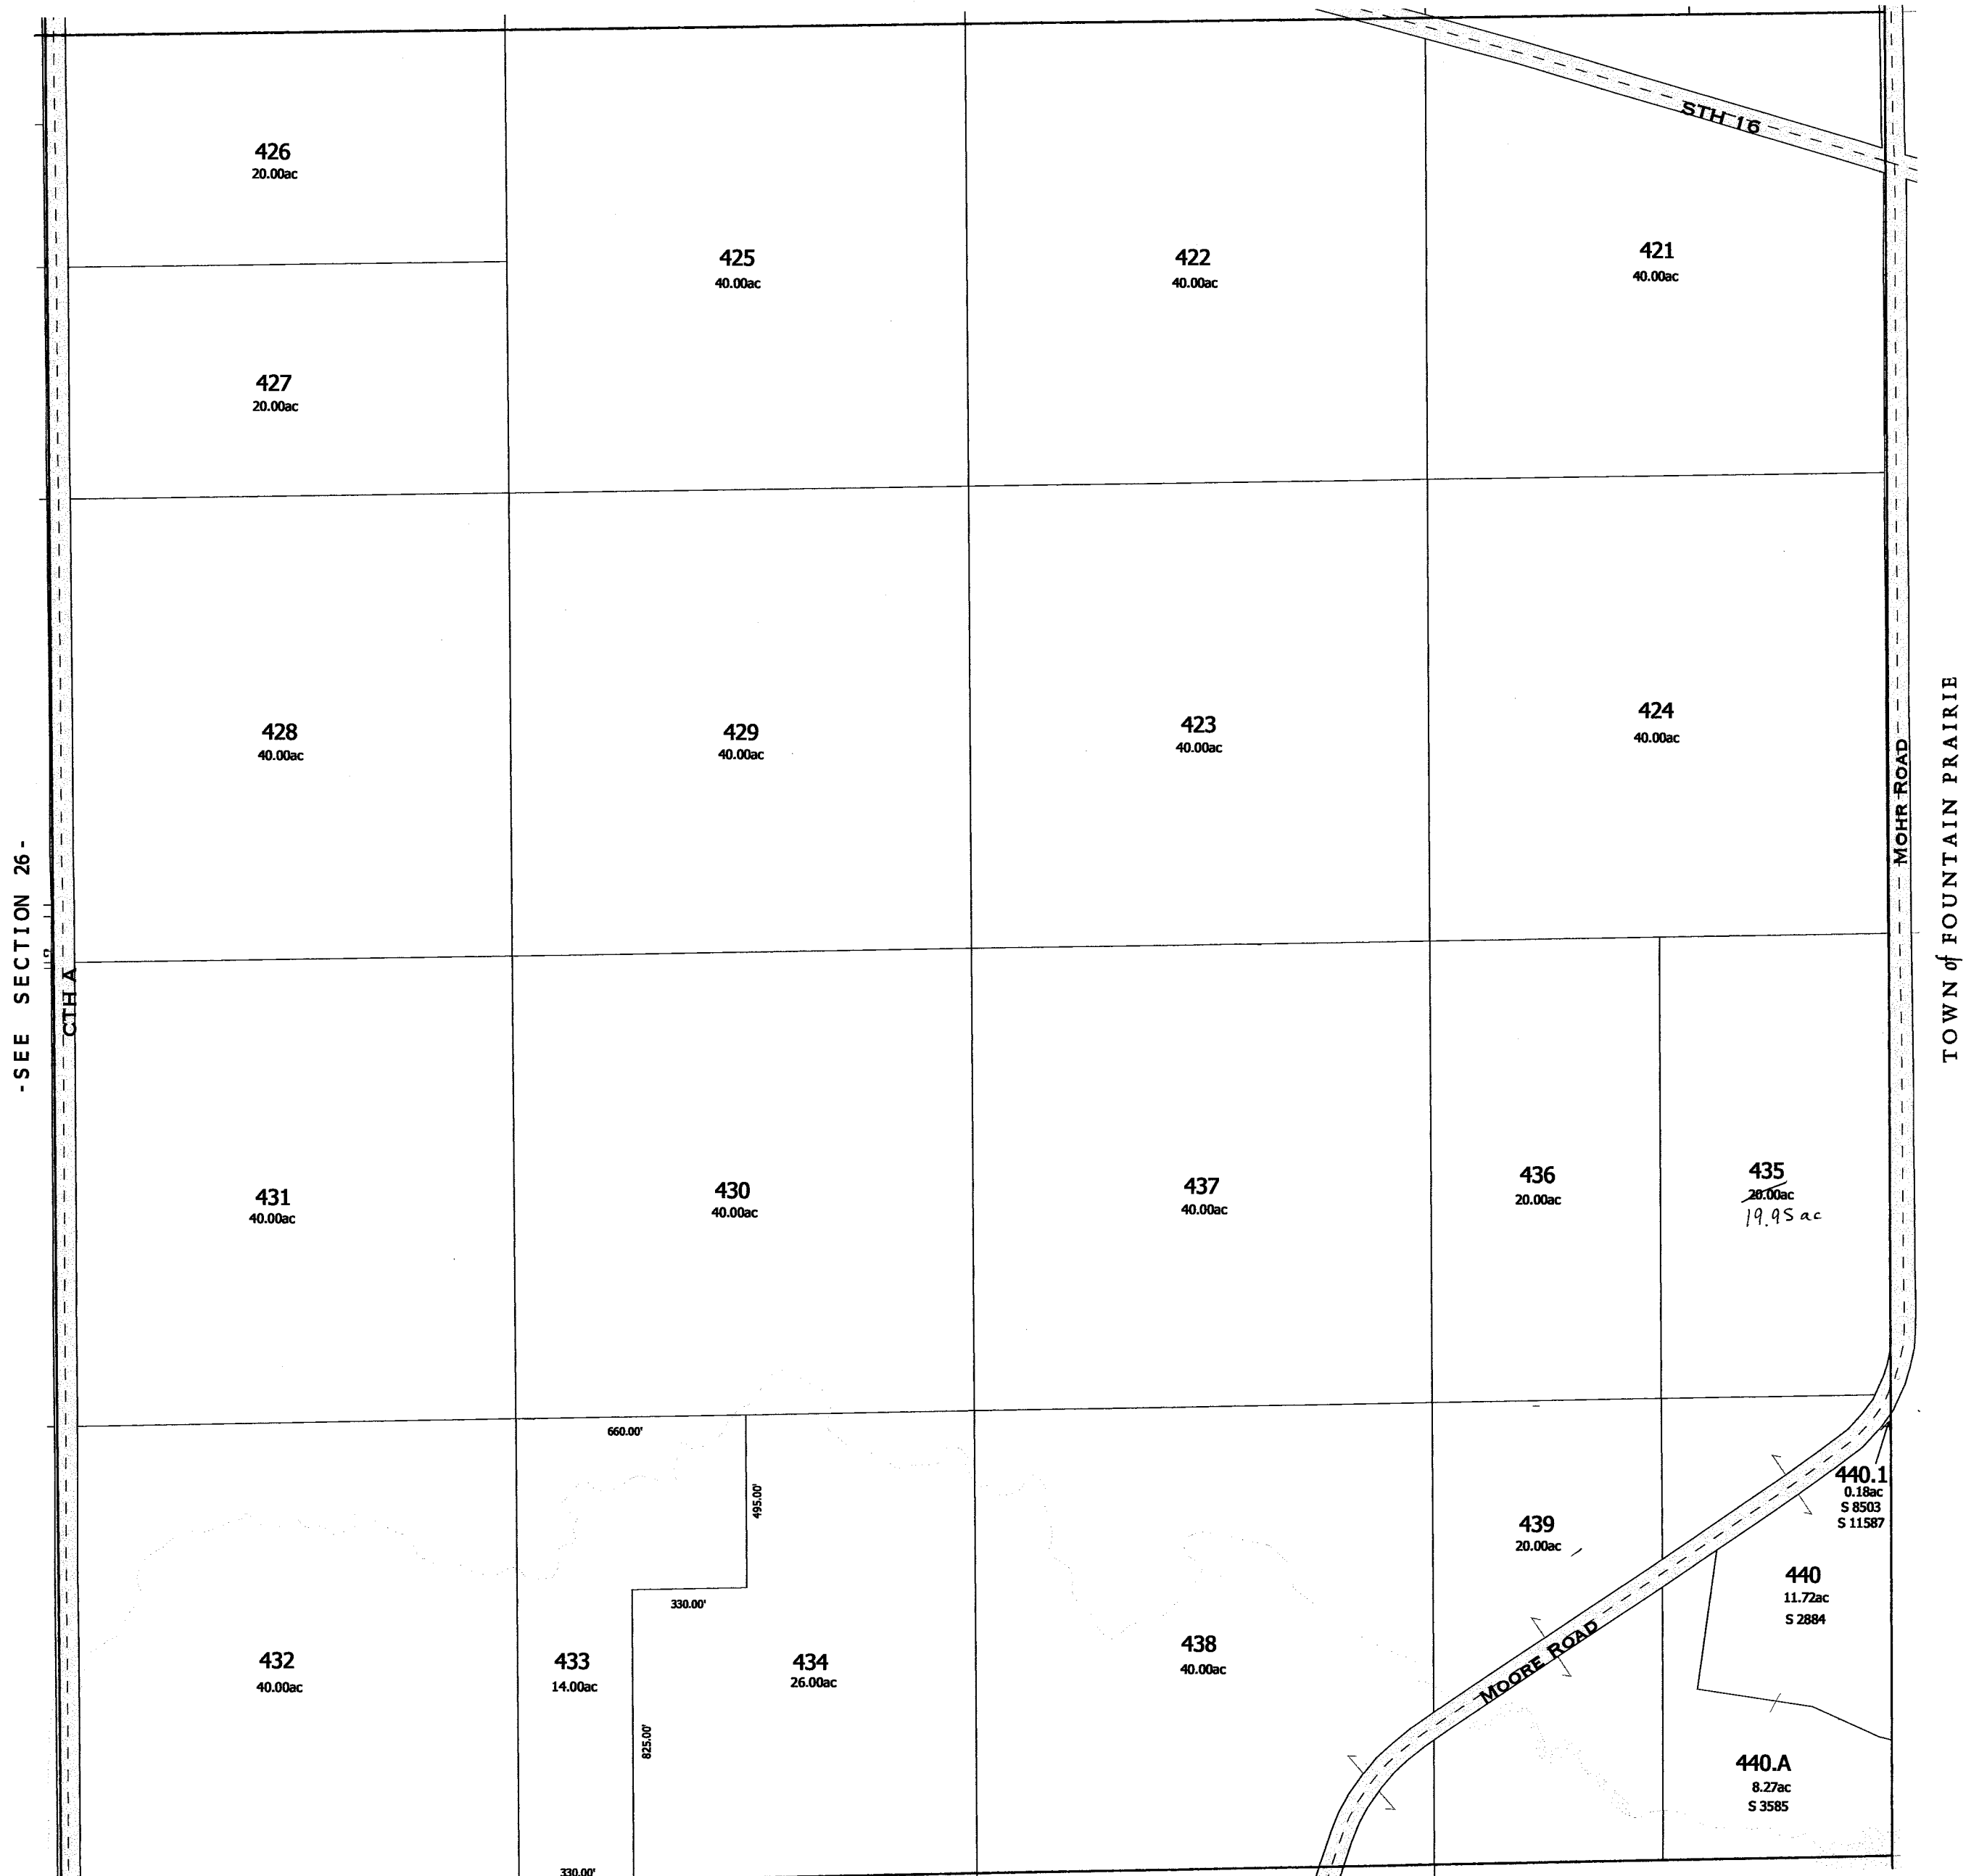 STH 16
426
20.00ac
425
40.00ac
422
40.00ac
421
40.00ac
427
20.00ac
428
40.00ac
429
40.00ac
423
40.00ac
424
40.00ac
MOHR ROAD
TOWN of FOUNTAIN PRAIRIE
-SEE SECTION 26-
CTH A
431
40.00ac
430
40.00ac
437
40.00ac
436
20.00ac
435
20.00ac
19.95 ac
660.00'
495.00'
330.00'
440.1
0.18ac
S 8503
S 11587
439
20.00ac
440
11.72ac
S 2884
432
40.00ac
433
14.00ac
434
26.00ac
438
40.00ac
MOORE ROAD
825.00'
440.A
8.27ac
S 3585
330.00'